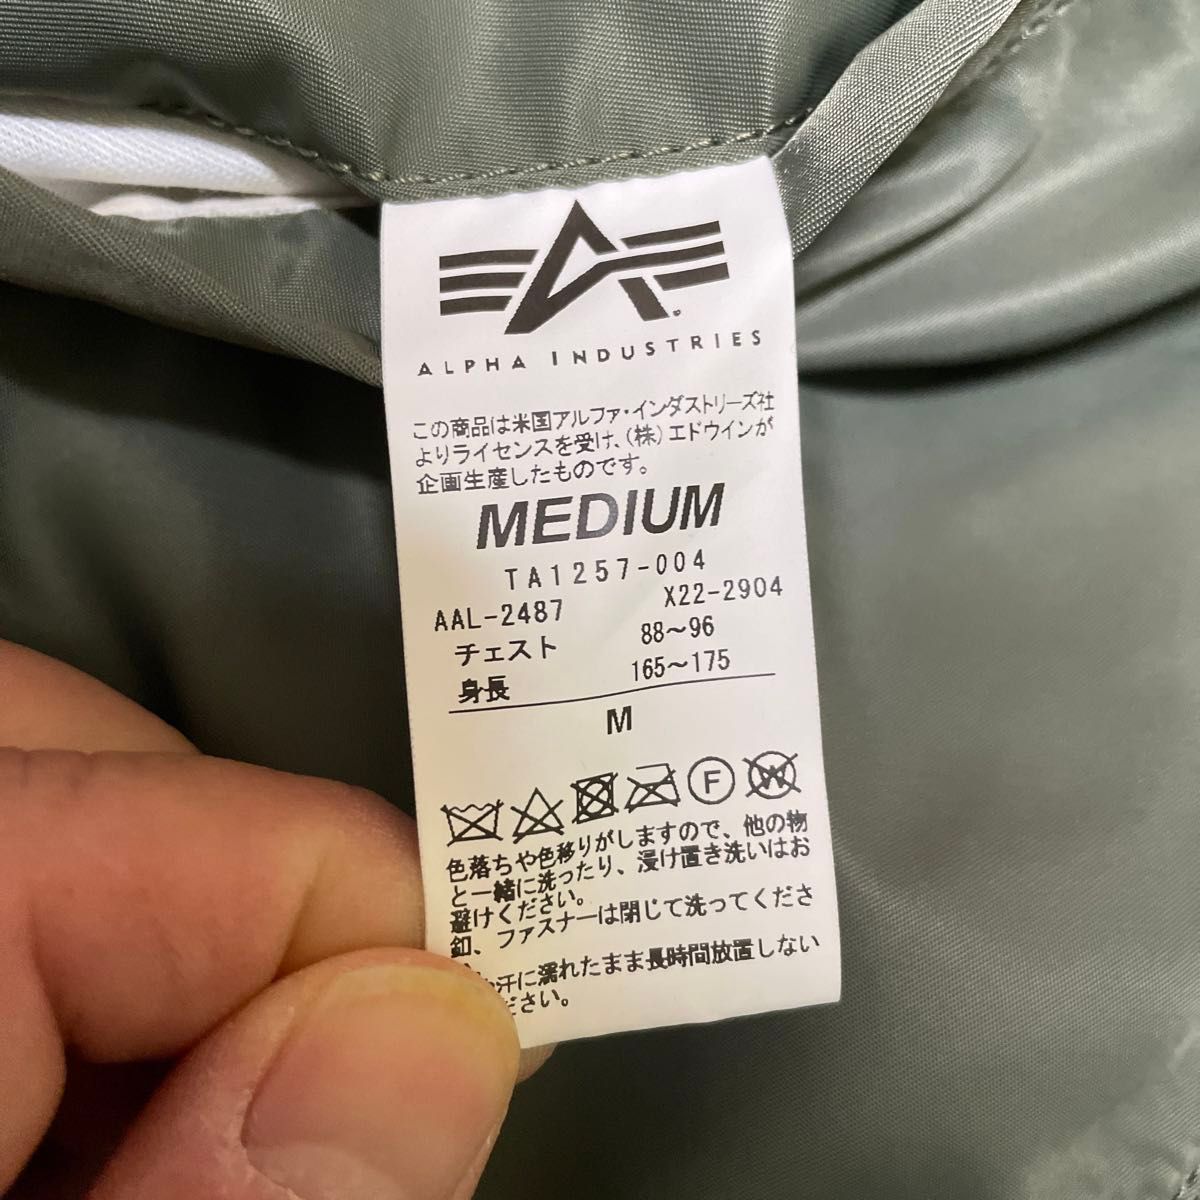 ALPHA INDUSTRIES
この商品は米国アルファ・インダストリーズ社
よりライセンスを受け、(株)エドウインが
企画生産したものです。
MEDIUM
TA1257-004
AAL-2487 X22-2904
チェスト 88～96
身長 165～175
M
F W
色落ちや色移りがしますので、他の物
と一緒に洗ったり、浸け置き洗いはお
避けください。
釦、ファスナーは閉じて洗ってくださ
汗に濡れたまま長時間放置しない
ださい。